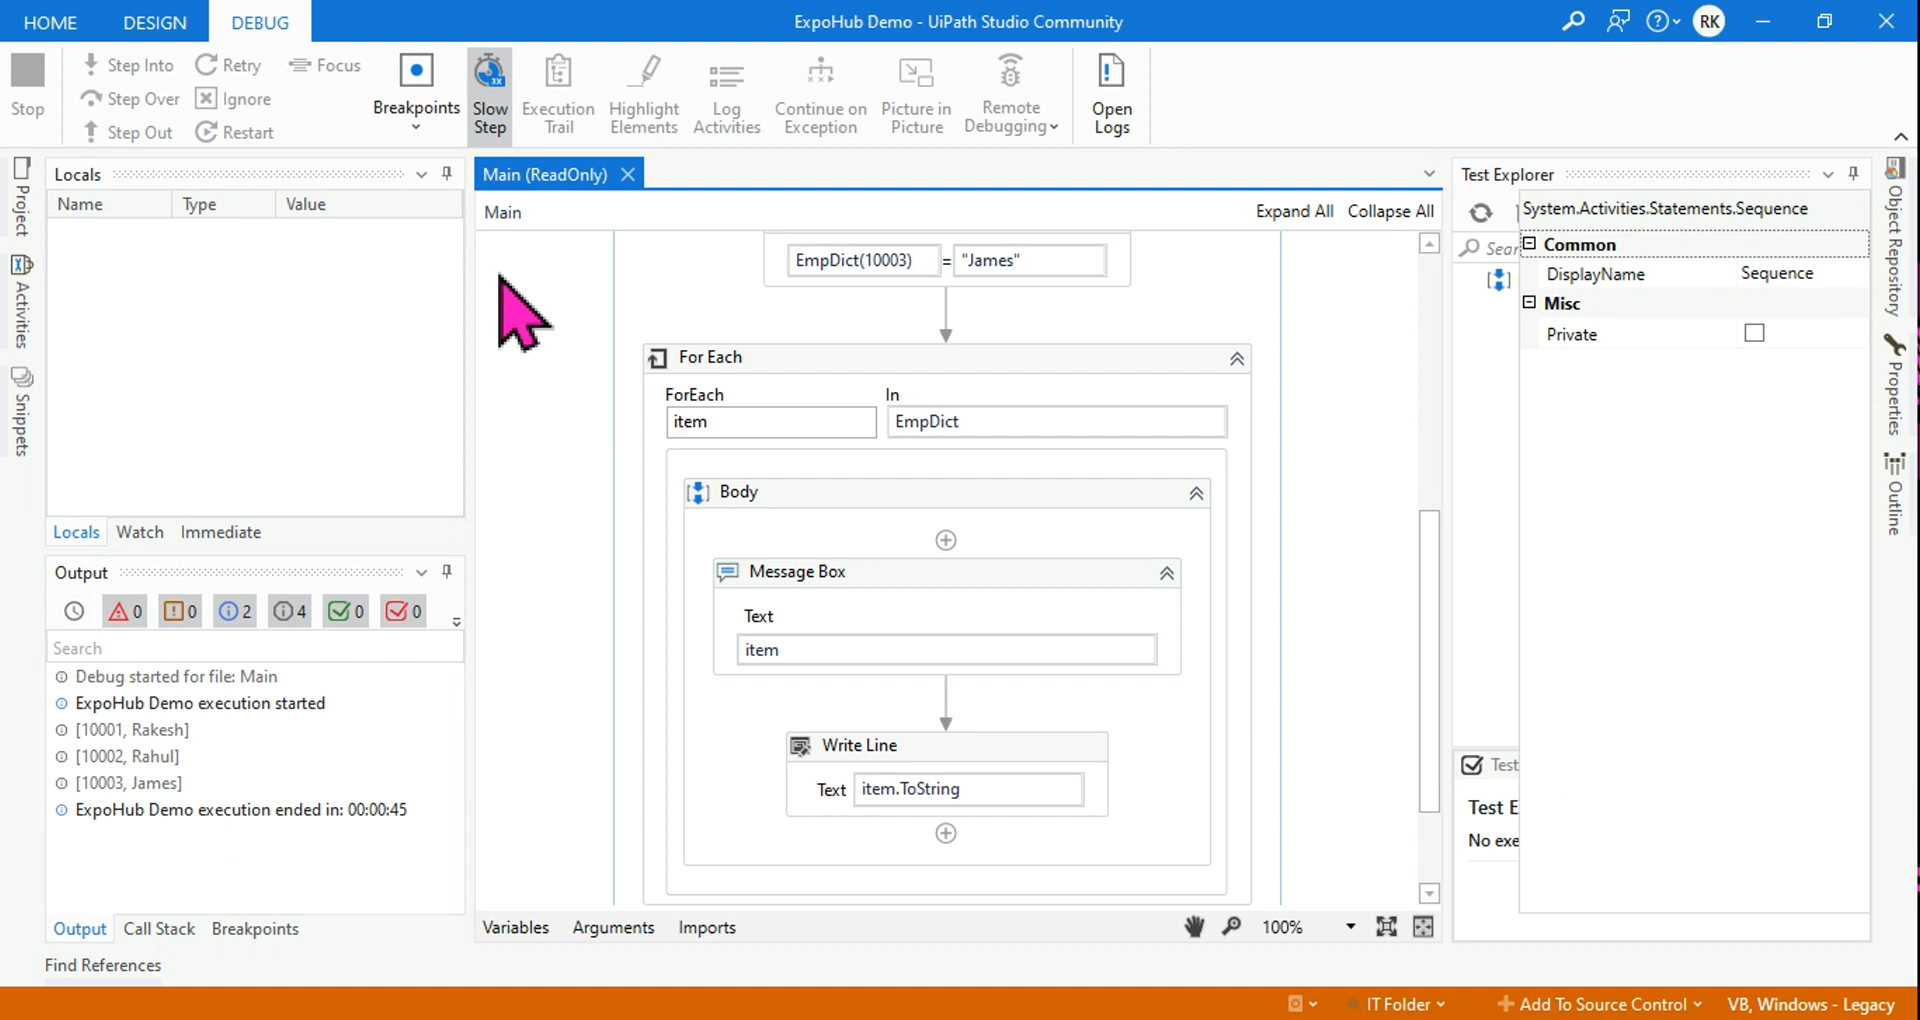 HOME DESIGN DEBUG ExpoHub Demo - UiPath Studio Community RK
Stop
Step Into Retry Focus
Step Over Ignore
Step Out Restart
Breakpoints
Slow Step 3X
Execution Trail
Highlight Elements
Log Activities
Continue on Exception
Picture in Picture
Remote Debugging
Open Logs
Project
Activities
Snippets
Locals
Name Type Value
Locals Watch Immediate
Output
0 0 2 4 0 0
Search
Debug started for file: Main
ExpoHub Demo execution started
[10001, Rakesh]
[10002, Rahul]
[10003, James]
ExpoHub Demo execution ended in: 00:00:45
Output Call Stack Breakpoints
Find References
Main (ReadOnly)
Main Expand All Collapse All
EmpDict(10003) = "James"
For Each
ForEach In
item EmpDict
Body
Message Box
Text
item
Write Line
Text item.ToString
Variables Arguments Imports 100%
Test Explorer
System.Activities.Statements.Sequence
Common
DisplayName Sequence
Misc
Private
Sear
Test
Test E
No exe
Object Repository
Properties
Outline
IT Folder Add To Source Control VB, Windows - Legacy